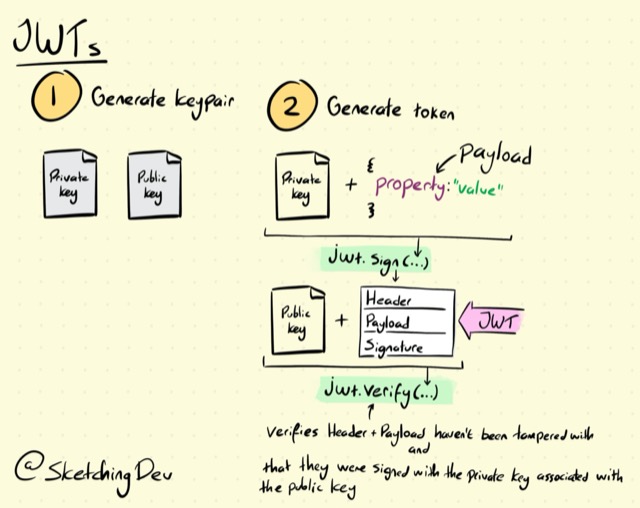 JWTs
1 Generate keypair
Private key
Public key
2 Generate token
Private key
+
{
property:"value"
}
Payload
jwt.sign(...)
Public key
+
Header
Payload
Signature
JWT
jwt.verify(...)
Verifies Header + Payload haven't been tampered with
and
that they were signed with the private key associated with
the public key
@SketchingDev